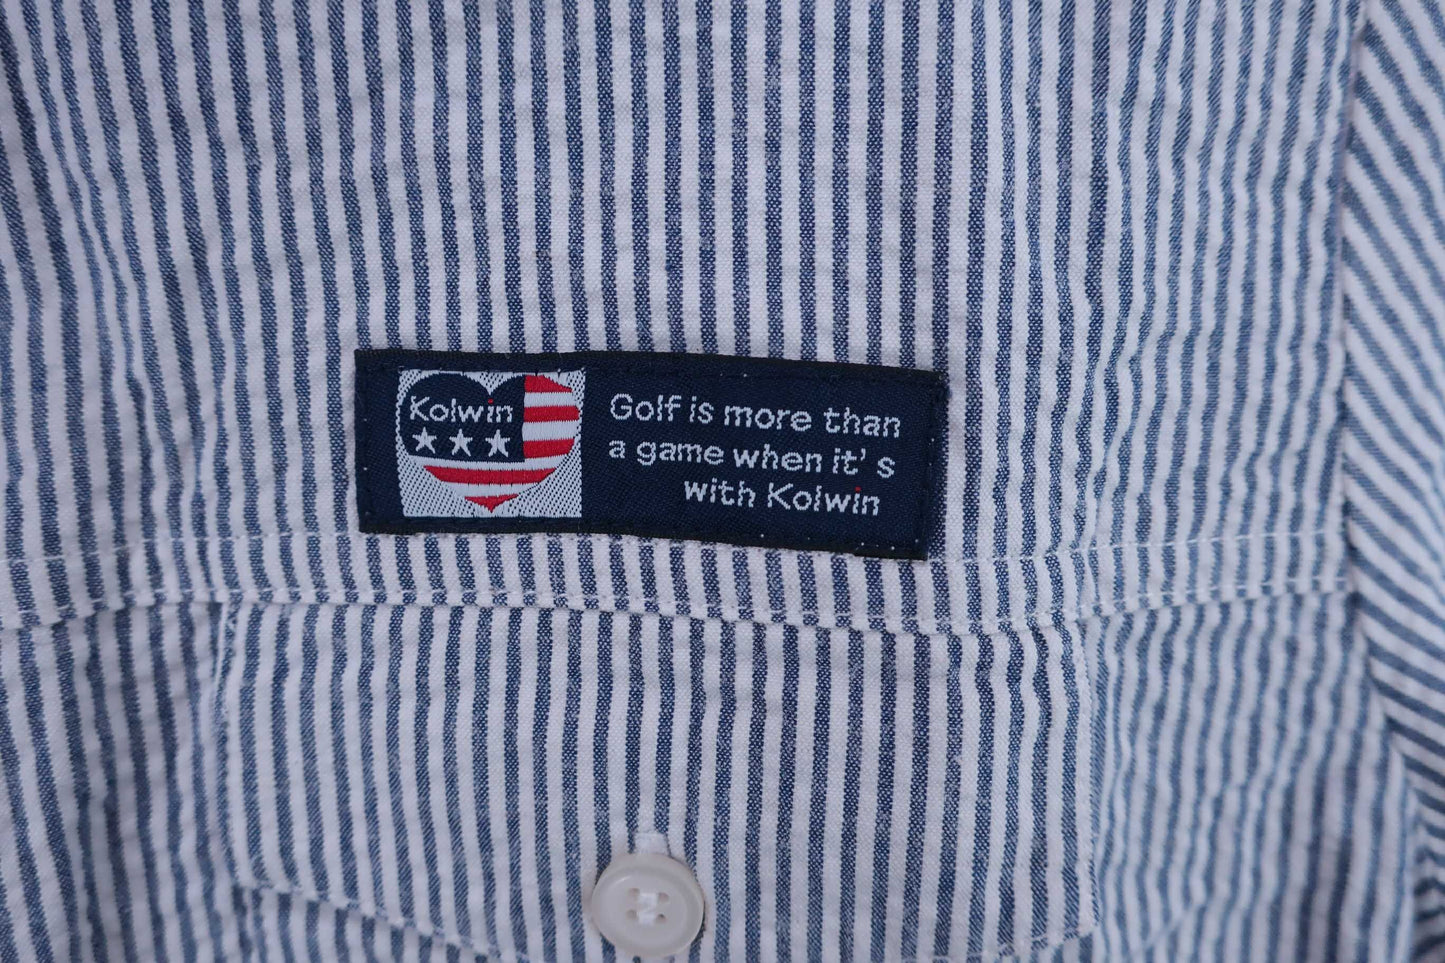 Kolwin
Golf is more than
a game when it's
with Kolwin